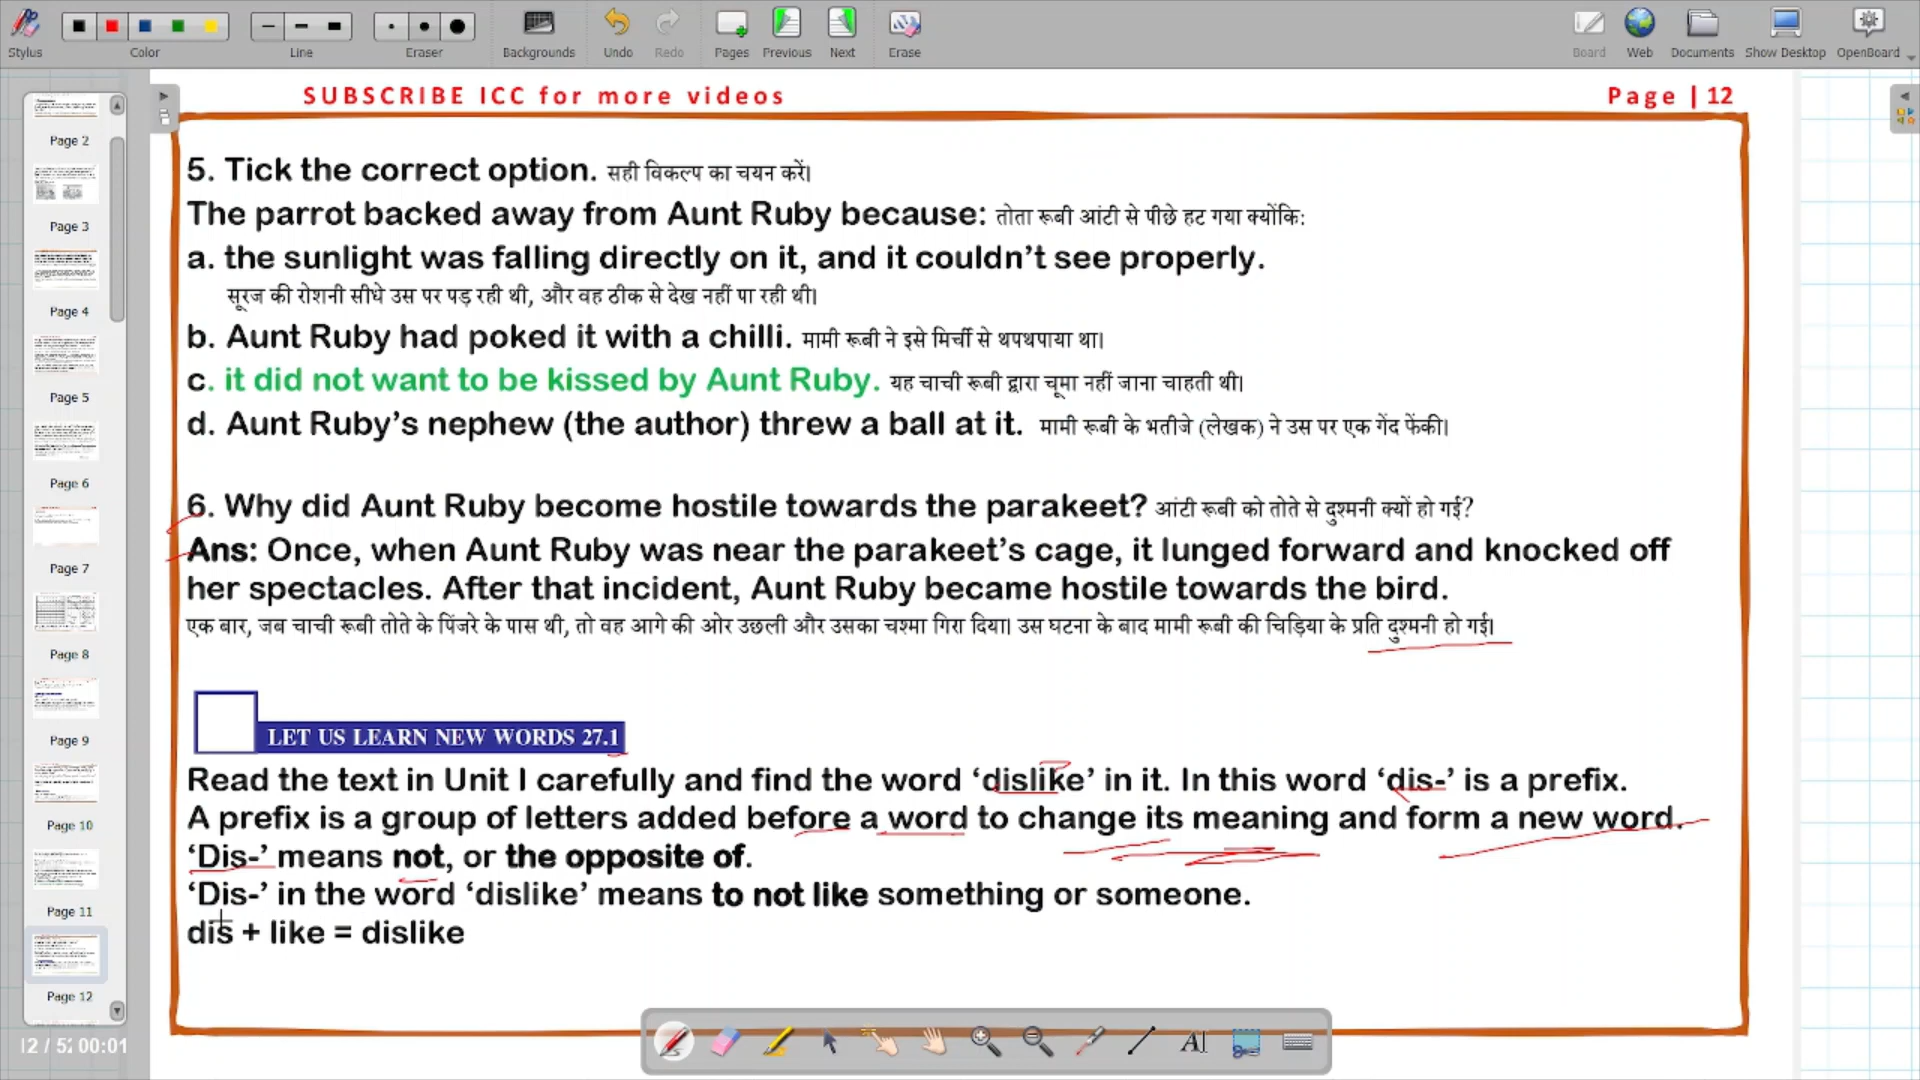 Stylus
Color
Line
Eraser
Backgrounds
Undo
Redo
Pages
Previous
Next
Erase
Board
Web
Documents
Show Desktop
OpenBoard
SUBSCRIBE ICC for more videos
Page | 12
5. Tick the correct option. सही विकल्प का चयन करें।
The parrot backed away from Aunt Ruby because: तोता रूबी आंटी से पीछे हट गया क्योंकि:
a. the sunlight was falling directly on it, and it couldn’t see properly.
सूरज की रोशनी सीधे उस पर पड़ रही थी, और वह ठीक से देख नहीं पा रही थी।
b. Aunt Ruby had poked it with a chilli. मामी रूबी ने इसे मिर्ची से थपथपाया था।
c. it did not want to be kissed by Aunt Ruby. यह चाची रूबी द्वारा चूमा नहीं जाना चाहती थी।
d. Aunt Ruby’s nephew (the author) threw a ball at it. मामी रूबी के भतीजे (लेखक) ने उस पर एक गेंद फेंकी।
6. Why did Aunt Ruby become hostile towards the parakeet? आंटी रूबी को तोते से दुश्मनी क्यों हो गई?
Ans: Once, when Aunt Ruby was near the parakeet’s cage, it lunged forward and knocked off
her spectacles. After that incident, Aunt Ruby became hostile towards the bird.
एक बार, जब चाची रूबी तोते के पिंजरे के पास थी, तो वह आगे की ओर उछली और उसका चश्मा गिरा दिया। उस घटना के बाद मामी रूबी की चिड़िया के प्रति दुश्मनी हो गई।
LET US LEARN NEW WORDS 27.1
Read the text in Unit I carefully and find the word ‘dislike’ in it. In this word ‘dis-’ is a prefix.
A prefix is a group of letters added before a word to change its meaning and form a new word.
‘Dis-’ means not, or the opposite of.
‘Dis-’ in the word ‘dislike’ means to not like something or someone.
dis + like = dislike
Page 2
Page 3
Page 4
Page 5
Page 6
Page 7
Page 8
Page 9
Page 10
Page 11
Page 12
00:01